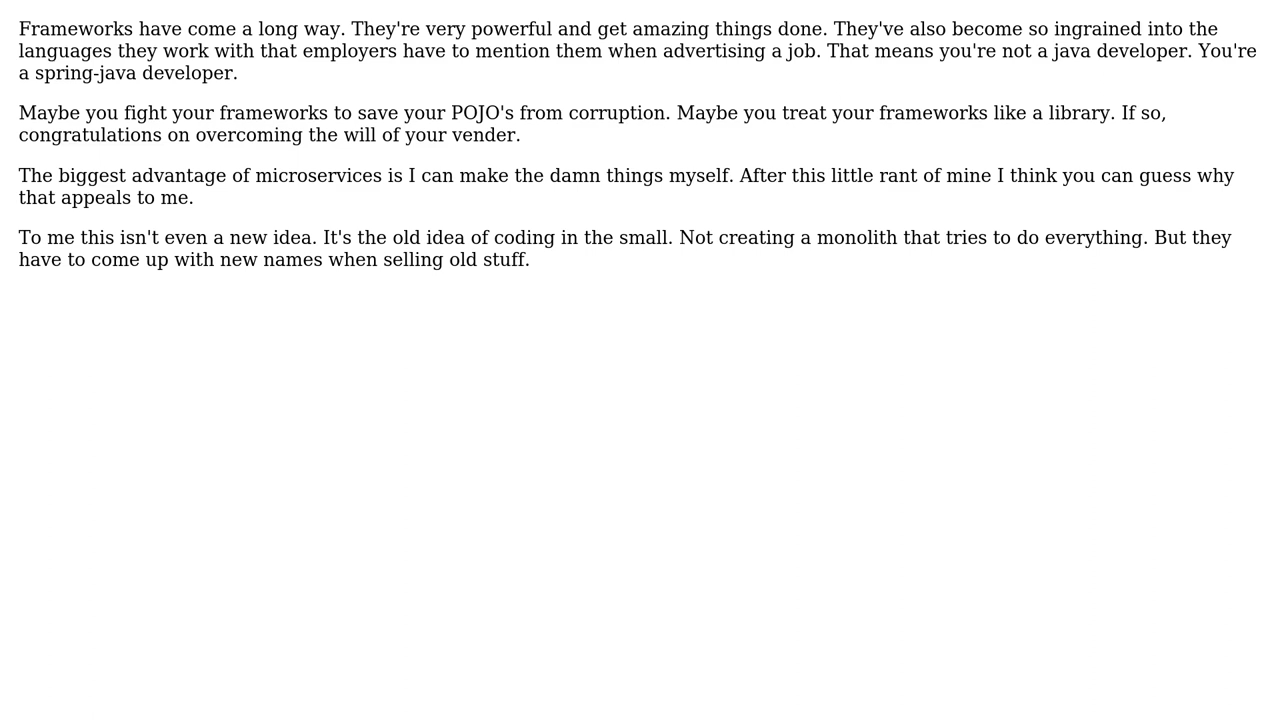 Frameworks have come a long way. They're very powerful and get amazing things done. They've also become so ingrained into the
languages they work with that employers have to mention them when advertising a job. That means you're not a java developer. You're
a spring-java developer.
Maybe you fight your frameworks to save your POJO's from corruption. Maybe you treat your frameworks like a library. If so,
congratulations on overcoming the will of your vender.
The biggest advantage of microservices is I can make the damn things myself. After this little rant of mine I think you can guess why
that appeals to me.
To me this isn't even a new idea. It's the old idea of coding in the small. Not creating a monolith that tries to do everything. But they
have to come up with new names when selling old stuff.